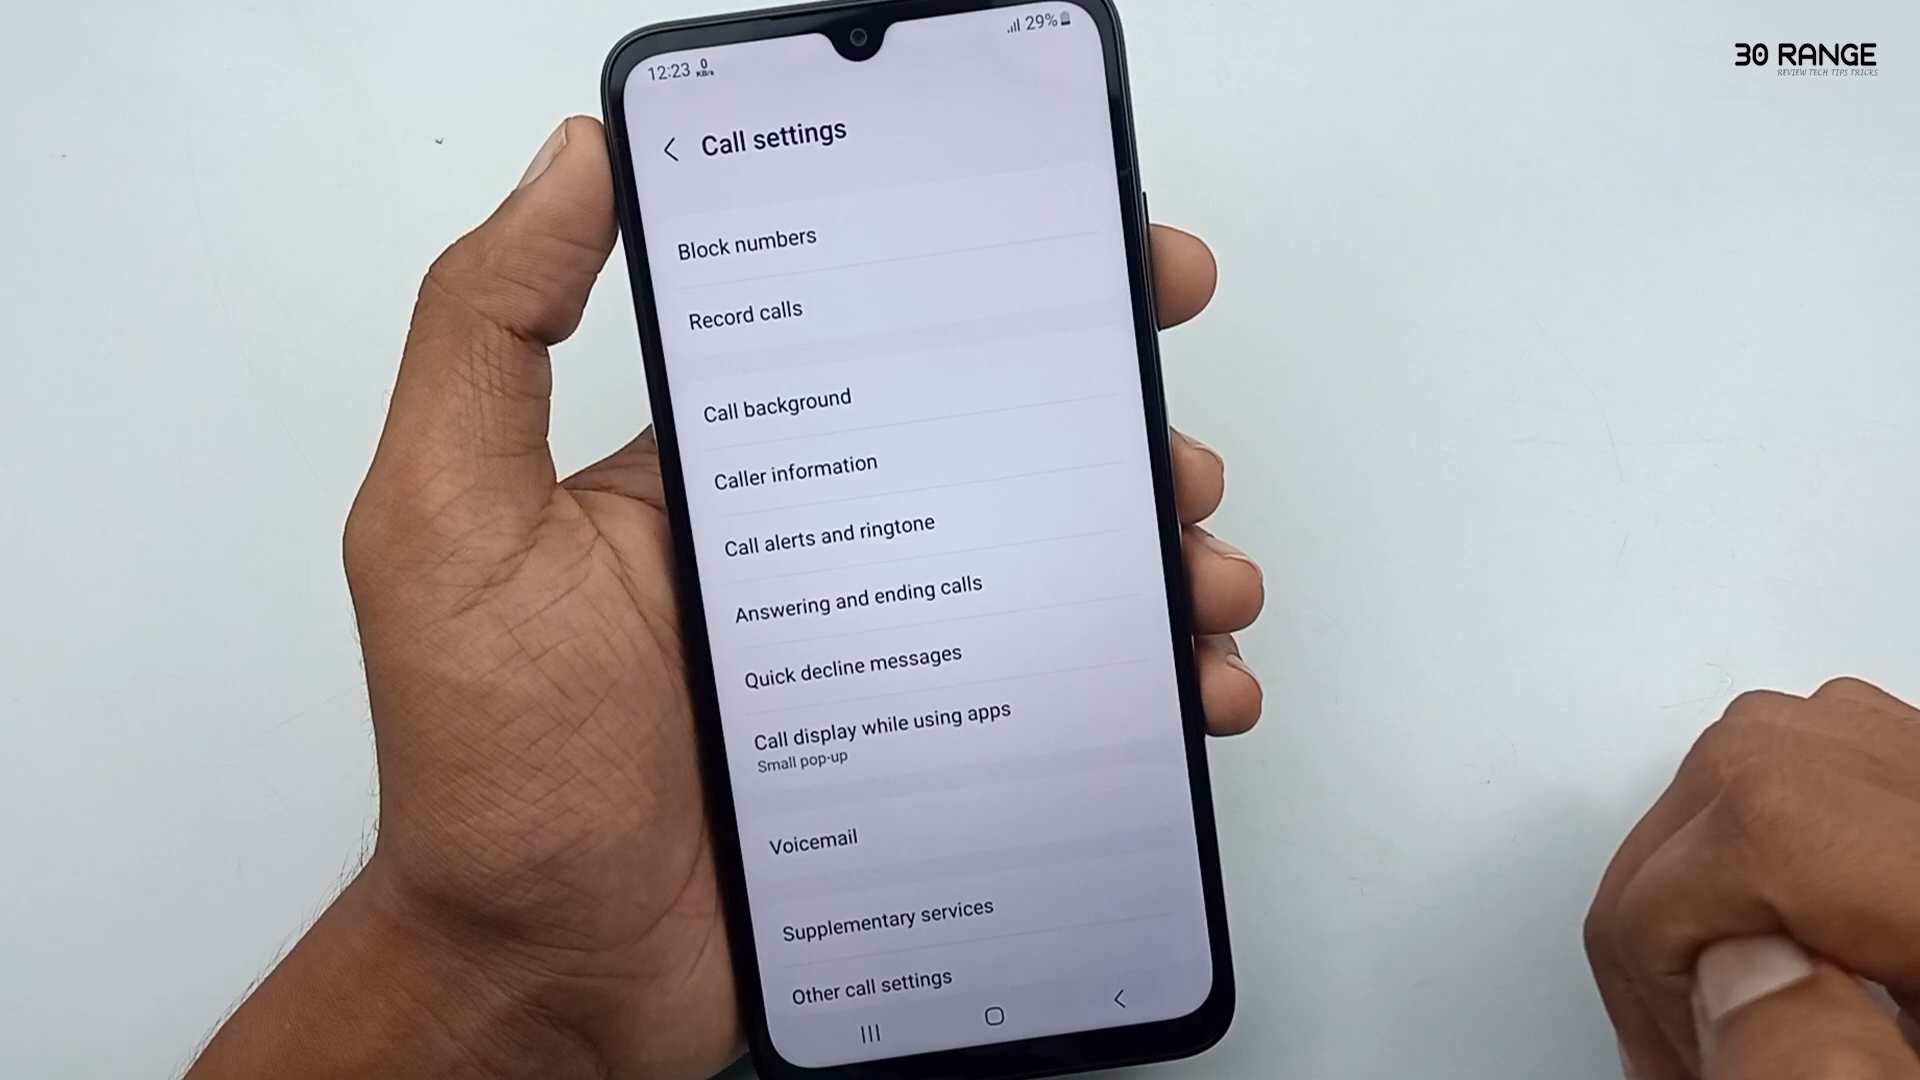 30 RANGE
REVIEW TECH TIPS TRICKS
12:23 0 KB/s
29%
Call settings
Block numbers
Record calls
Call background
Caller information
Call alerts and ringtone
Answering and ending calls
Quick decline messages
Call display while using apps
Small pop-up
Voicemail
Supplementary services
Other call settings